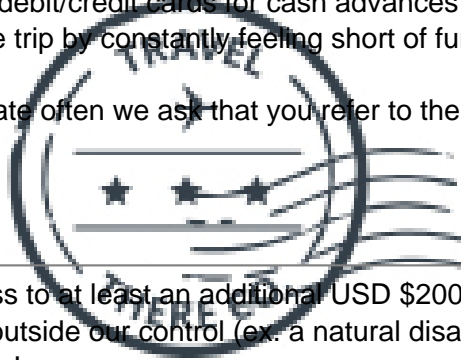 debit/credit cards for cash advances
e trip by constantly feeling short of fu
TRAVEL
ate often we ask that you refer to the
ss to at least an additional USD $200
THERE
outside our control (ex. a natural disa